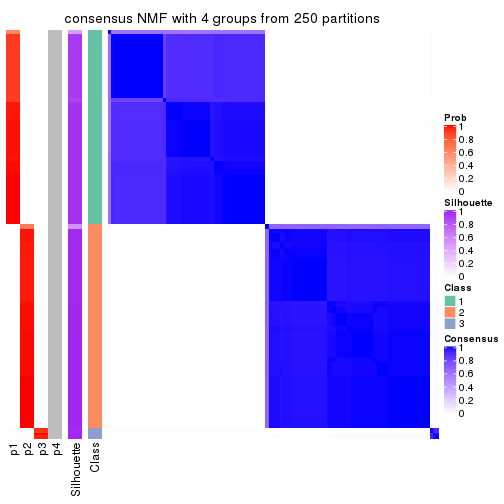 consensus NMF with 4 groups from 250 partitions
Prob
1
0.8
0.6
0.4
0.2
0
Silhouette
1
0.8
0.6
0.4
0.2
0
Class
1
2
3
Consensus
1
0.8
0.6
0.4
0.2
0
p1
p2
p3
p4
Silhouette
Class